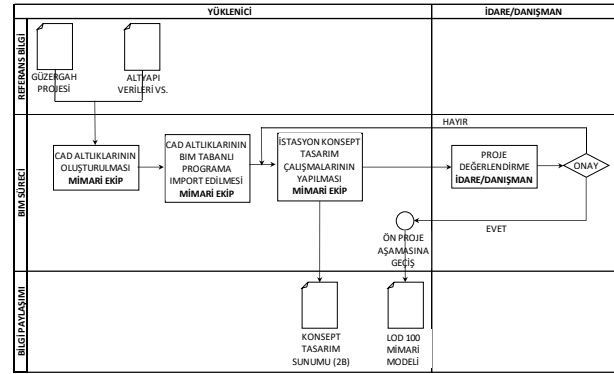 YÜKLENİCİ
İDARE/DANIŞMAN
REFERANS BİLGİ
GÜZERGAH
PROJESİ
ALTYAPI
VERİLERİ VS.
BIM SÜRECİ
HAYIR
CAD ALTLIKLARININ
OLUŞTURULMASI
MİMARİ EKİP
CAD ALTLIKLARININ
BIM TABANLI
PROGRAMA
IMPORT EDİLMESİ
MİMARİ EKİP
İSTASYON KONSEPT
TASARIM
ÇALIŞMALARININ
YAPILMASI
MİMARİ EKİP
PROJE
DEĞERLENDİRME
İDARE/DANIŞMAN
ONAY
EVET
ÖN PROJE
AŞAMASINA
GEÇİŞ
BİLGİ PAYLAŞIMI
KONSEPT
TASARIM
SUNUMU (2B)
LOD 100
MİMARİ
MODELİ